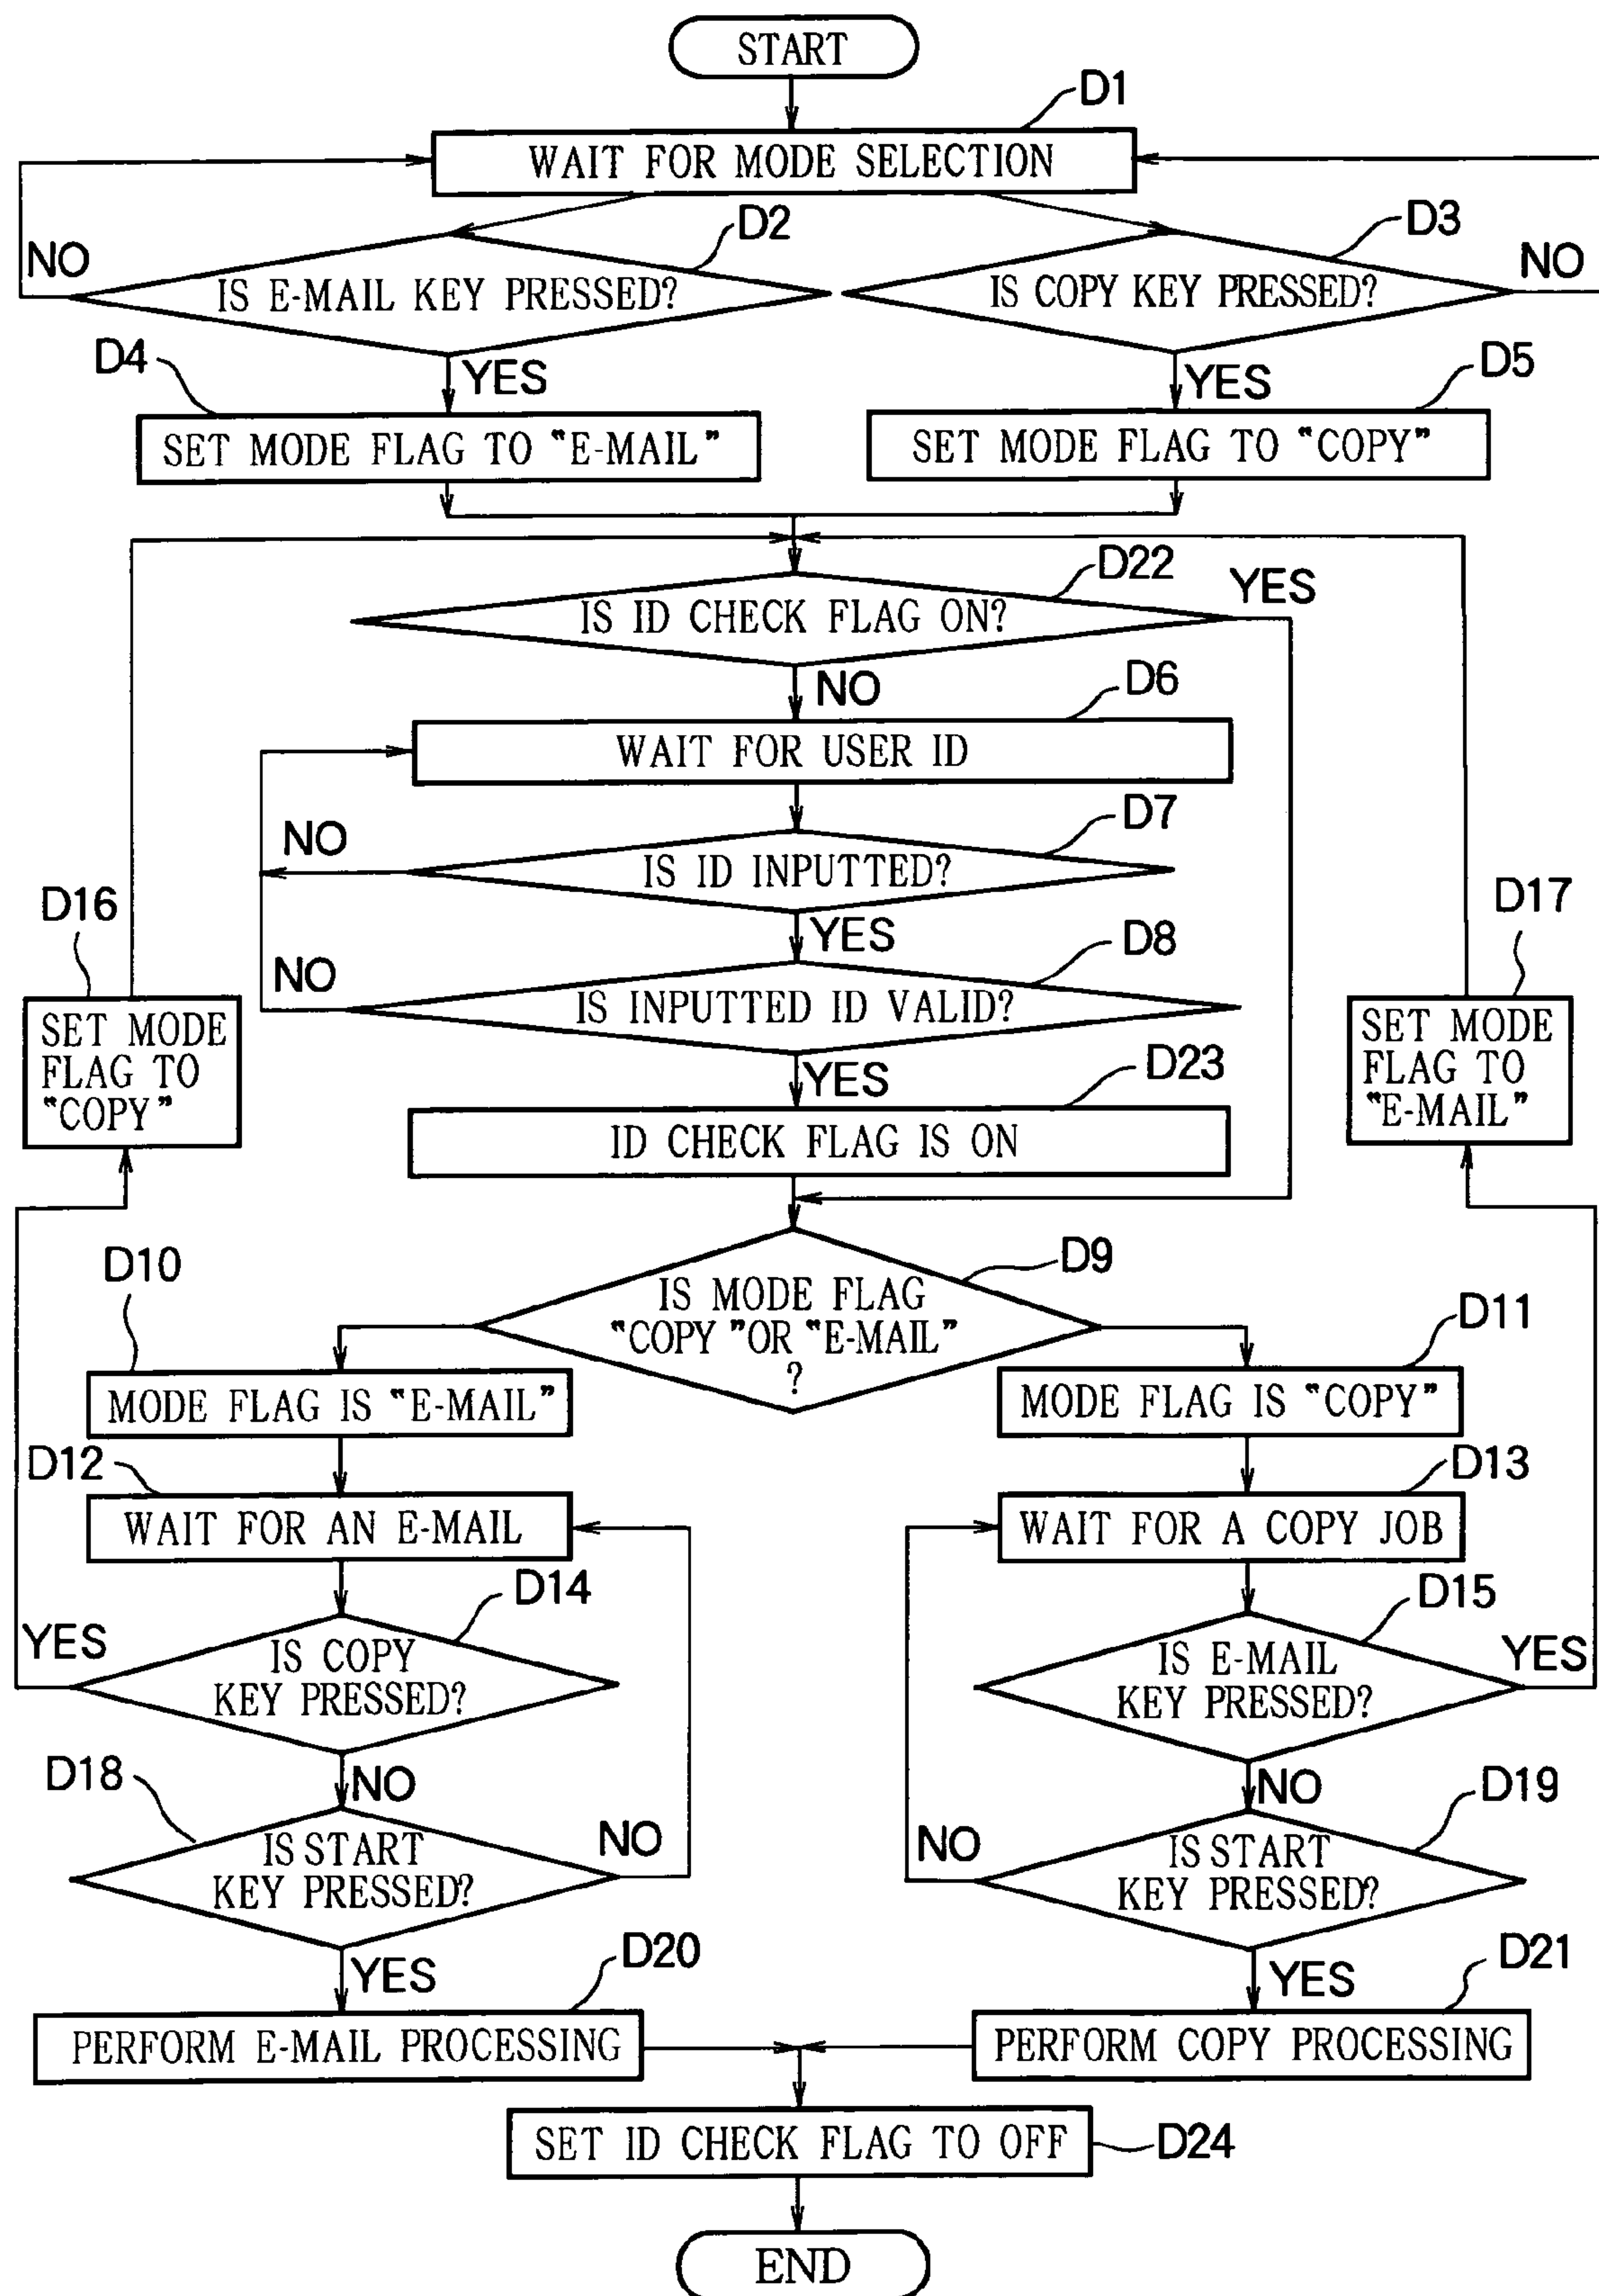 START
D1
WAIT FOR MODE SELECTION
D2
D3
NO
NO
IS E-MAIL KEY PRESSED?
IS COPY KEY PRESSED?
D4
YES
YES
D5
SET MODE FLAG TO "E-MAIL"
SET MODE FLAG TO "COPY"
D22
YES
IS ID CHECK FLAG ON?
NO
D6
WAIT FOR USER ID
D7
NO
IS ID INPUTTED?
D16
D17
YES
D8
NO
IS INPUTTED ID VALID?
SET MODE
FLAG TO
"COPY"
SET MODE
FLAG TO
"E-MAIL"
YES
D23
ID CHECK FLAG IS ON
D9
D10
IS MODE FLAG
"COPY "OR "E-MAIL"
?
D11
MODE FLAG IS "E-MAIL"
MODE FLAG IS "COPY"
D12
D13
WAIT FOR AN E-MAIL
WAIT FOR A COPY JOB
D14
D15
YES
IS COPY
KEY PRESSED?
IS E-MAIL
KEY PRESSED?
YES
D18
NO
NO
D19
IS START
KEY PRESSED?
NO
NO
IS START
KEY PRESSED?
YES
D20
YES
D21
PERFORM E-MAIL PROCESSING
PERFORM COPY PROCESSING
SET ID CHECK FLAG TO OFF
D24
END